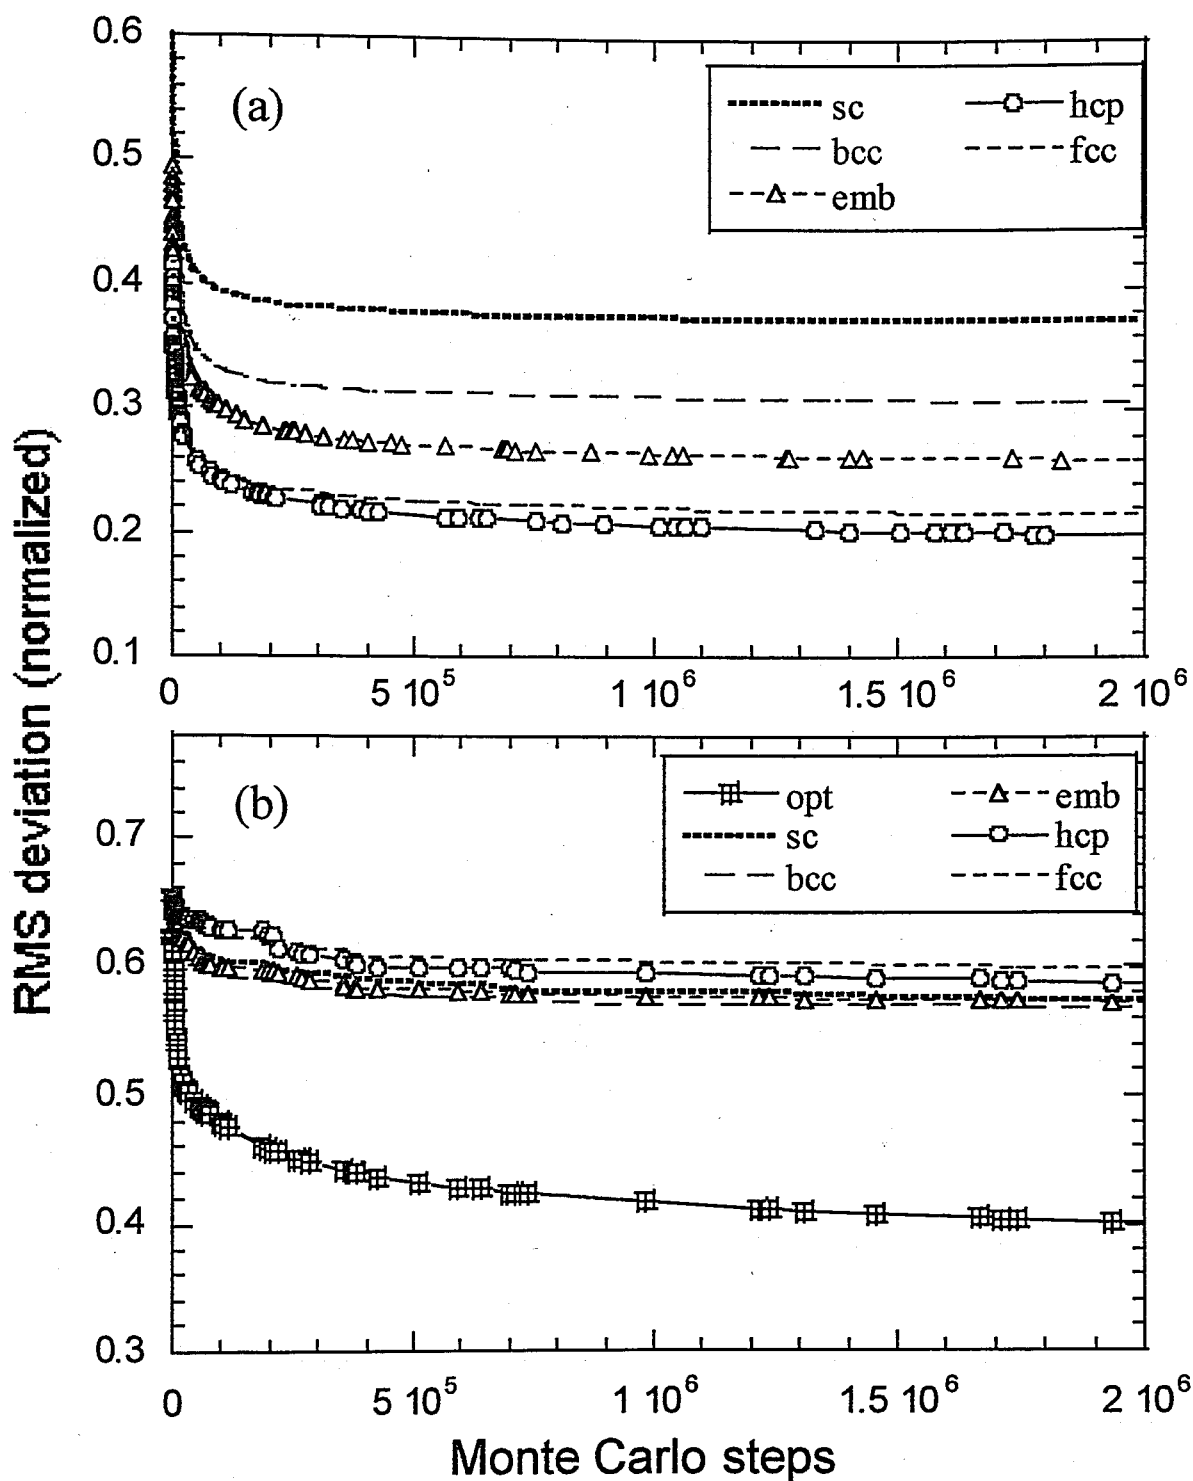 RMS deviation (normalized)
0.6
0.5
0.4
0.3
0.2
0.1
(a)
sc
hcp
bcc
fcc
emb
0
5 10⁵
1 10⁶
1.5 10⁶
2 10⁶
0.7
0.6
0.5
0.4
0.3
(b)
opt
emb
sc
hcp
bcc
fcc
0
5 10⁵
1 10⁶
1.5 10⁶
2 10⁶
Monte Carlo steps